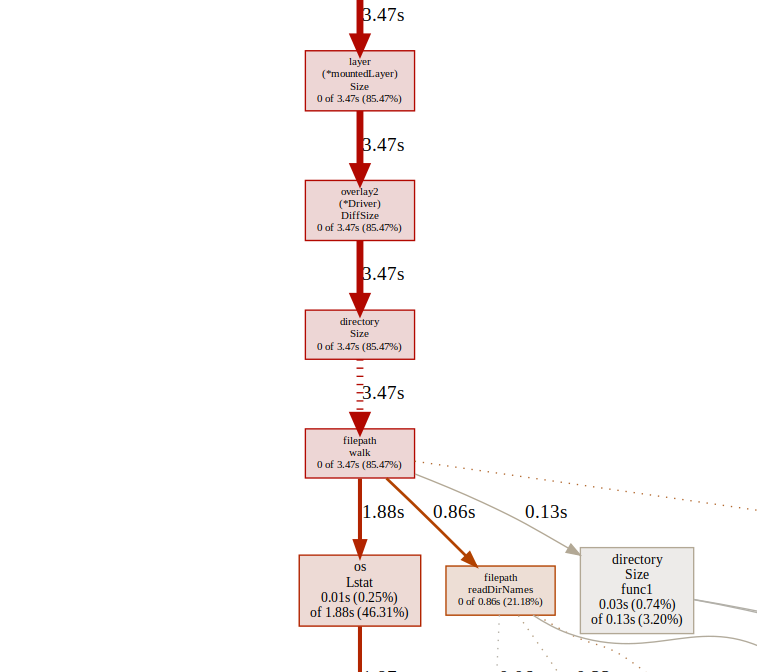 3.47s
layer
(*mountedLayer)
Size
0 of 3.47s (85.47%)
3.47s
overlay2
(*Driver)
DiffSize
0 of 3.47s (85.47%)
3.47s
directory
Size
0 of 3.47s (85.47%)
3.47s
filepath
walk
0 of 3.47s (85.47%)
1.88s
0.86s
0.13s
os
Lstat
0.01s (0.25%)
of 1.88s (46.31%)
filepath
readDirNames
0 of 0.86s (21.18%)
directory
Size
func1
0.03s (0.74%)
of 0.13s (3.20%)